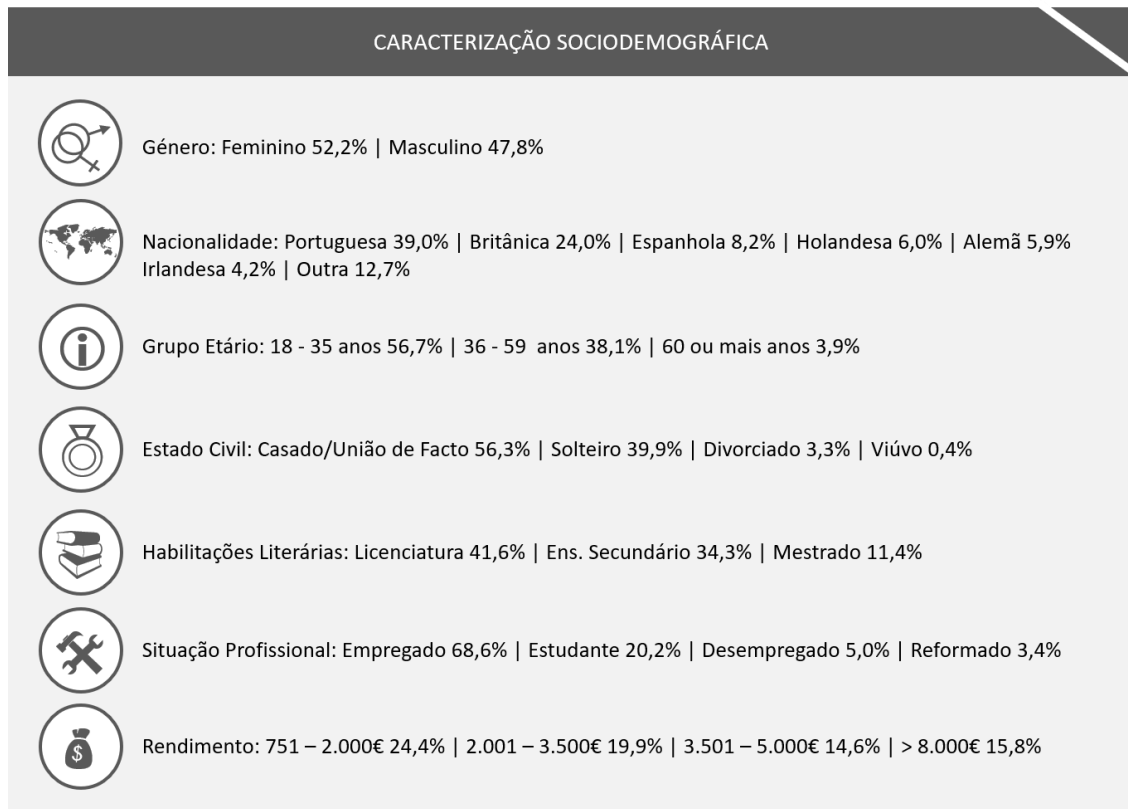 CARACTERIZAÇÃO SOCIODEMOGRÁFICA
Género: Feminino 52,2% | Masculino 47,8%
Nacionalidade: Portuguesa 39,0% | Britânica 24,0% | Espanhola 8,2% | Holandesa 6,0% | Alemã 5,9%
Irlandesa 4,2% | Outra 12,7%
Grupo Etário: 18 - 35 anos 56,7% | 36 - 59 anos 38,1% | 60 ou mais anos 3,9%
Estado Civil: Casado/União de Facto 56,3% | Solteiro 39,9% | Divorciado 3,3% | Viúvo 0,4%
Habilitações Literárias: Licenciatura 41,6% | Ens. Secundário 34,3% | Mestrado 11,4%
Situação Profissional: Empregado 68,6% | Estudante 20,2% | Desempregado 5,0% | Reformado 3,4%
$
Rendimento: 751 – 2.000€ 24,4% | 2.001 – 3.500€ 19,9% | 3.501 – 5.000€ 14,6% | > 8.000€ 15,8%